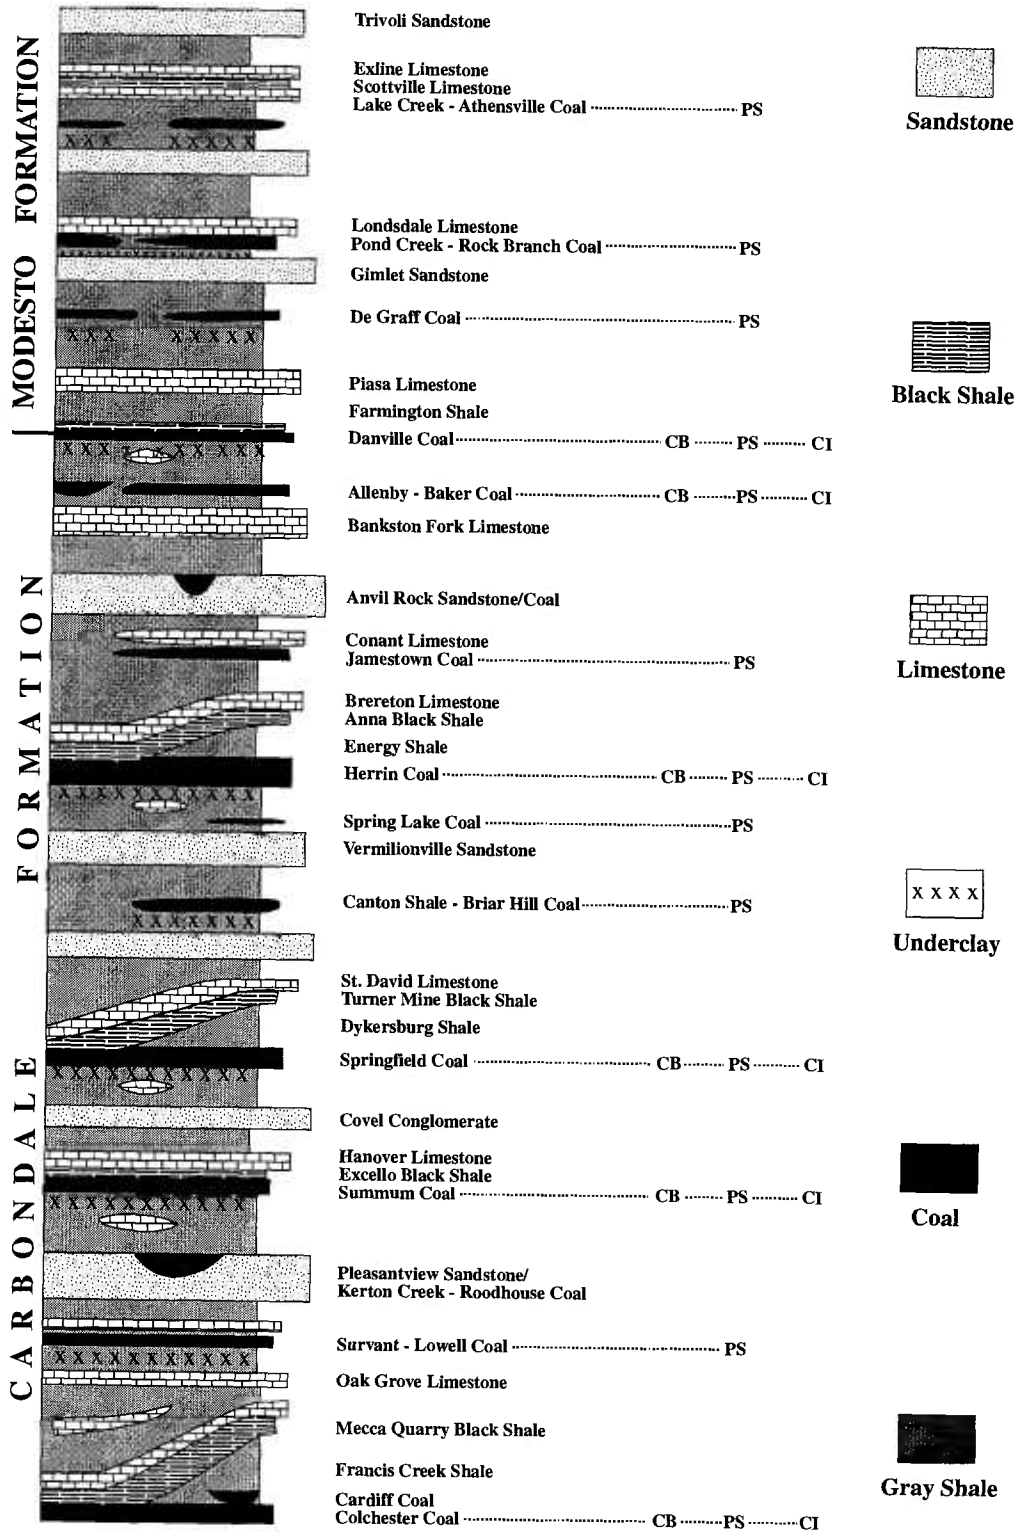 MODESTO FORMATION
CARBONDALE FORMATION
Trivoli Sandstone
Exline Limestone
Scottville Limestone
Lake Creek - Athensville Coal PS
Londsdale Limestone
Pond Creek - Rock Branch Coal PS
Gimlet Sandstone
De Graff Coal PS
Piasa Limestone
Farmington Shale
Danville Coal CB PS CI
Allenby - Baker Coal CB PS CI
Bankston Fork Limestone
Anvil Rock Sandstone/Coal
Conant Limestone
Jamestown Coal PS
Brereton Limestone
Anna Black Shale
Energy Shale
Herrin Coal CB PS CI
Spring Lake Coal PS
Vermilionville Sandstone
Canton Shale - Briar Hill Coal PS
St. David Limestone
Turner Mine Black Shale
Dykersburg Shale
Springfield Coal CB PS CI
Covel Conglomerate
Hanover Limestone
Excello Black Shale
Summum Coal CB PS CI
Pleasantview Sandstone/
Kerton Creek - Roodhouse Coal
Survant - Lowell Coal PS
Oak Grove Limestone
Mecca Quarry Black Shale
Francis Creek Shale
Cardiff Coal
Colchester Coal CB PS CI
Sandstone
Black Shale
Limestone
X X X X
Underclay
Coal
Gray Shale